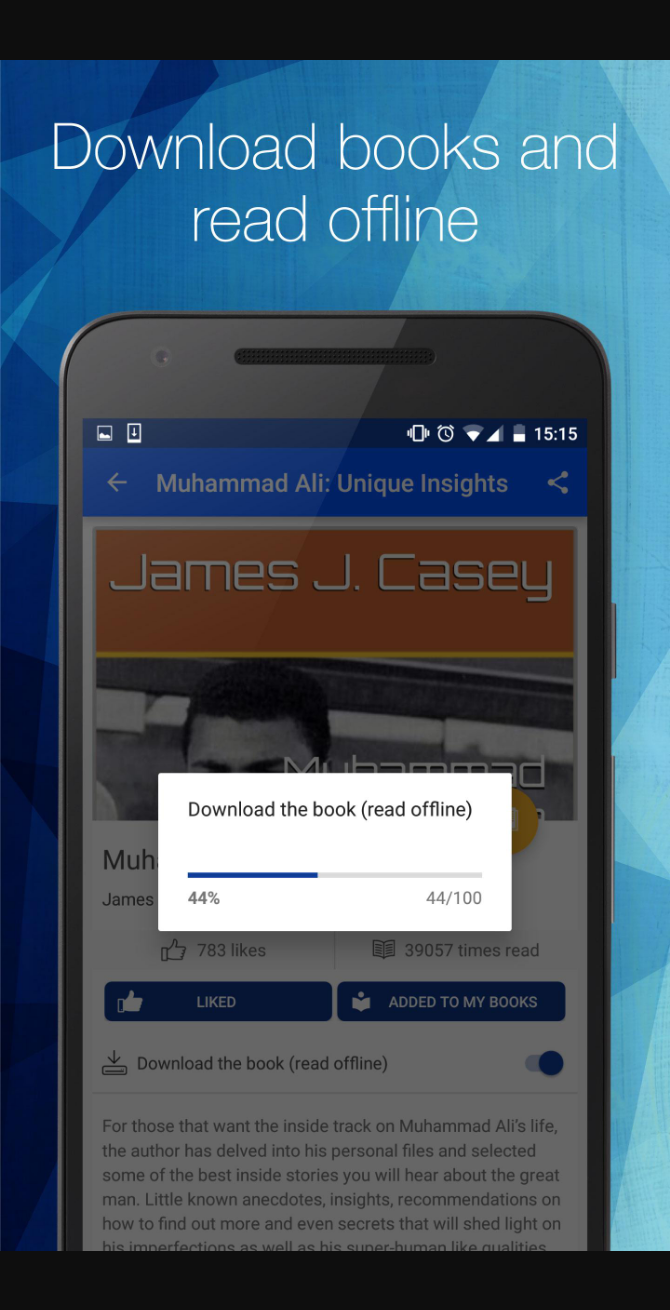 Download books and
read offline
15:15
Muhammad Ali: Unique Insights
James J. Casey
Muhammad
Download the book (read offline)
44% 44/100
James
783 likes 39057 times read
LIKED ADDED TO MY BOOKS
Download the book (read offline)
For those that want the inside track on Muhammad Ali's life,
the author has delved into his personal files and selected
some of the best inside stories you will hear about the great
man. Little known anecdotes, insights, recommendations on
how to find out more and even secrets that will shed light on
his imperfections as well as his super-human like qualities